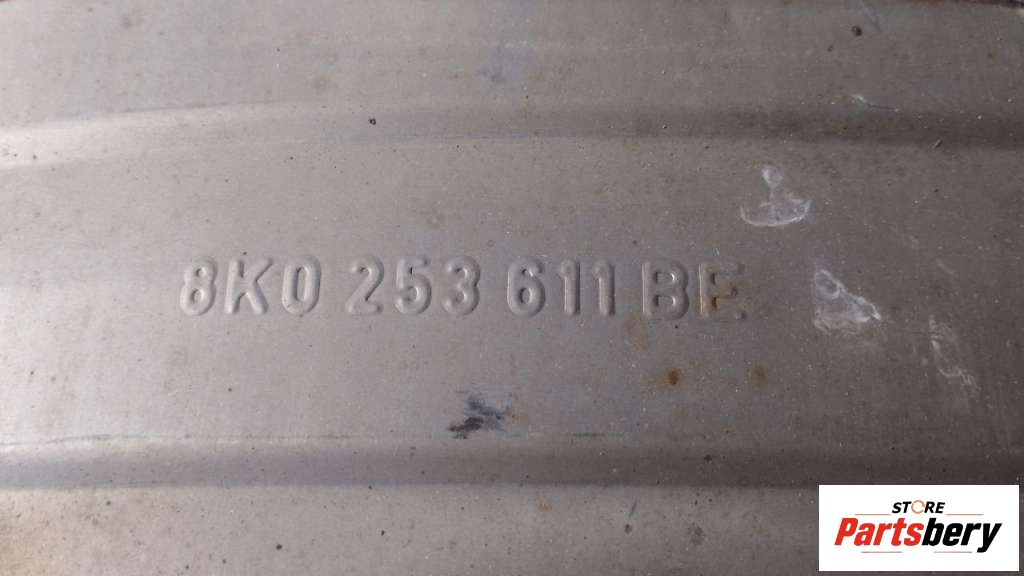 8K0 253 611 BE
STORE
Partsbery